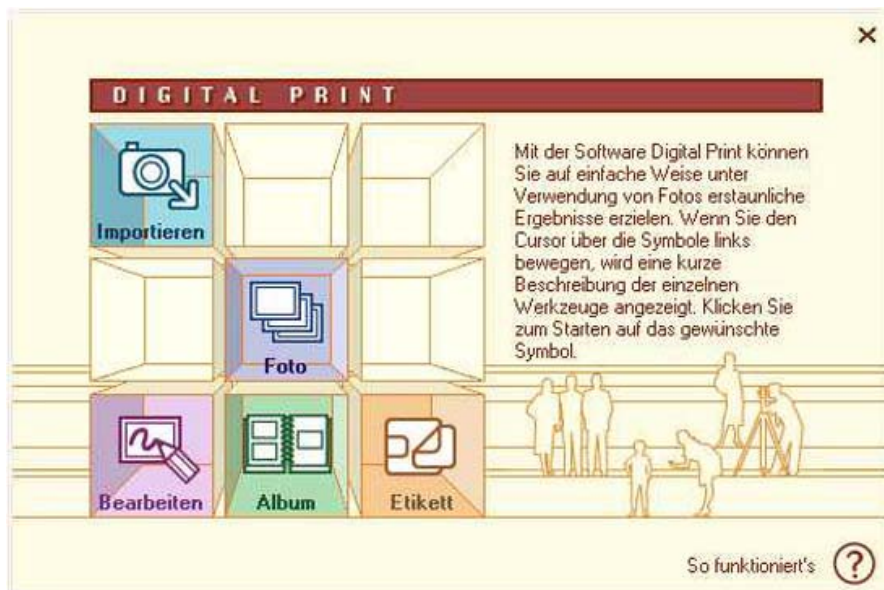 DIGITAL PRINT
Importieren
Foto
Bearbeiten
Album
Etikett
Mit der Software Digital Print können
Sie auf einfache Weise unter
Verwendung von Fotos erstaunliche
Ergebnisse erzielen. Wenn Sie den
Cursor über die Symbole links
bewegen, wird eine kurze
Beschreibung der einzelnen
Werkzeuge angezeigt. Klicken Sie
zum Starten auf das gewünschte
Symbol.
So funktioniert's ?